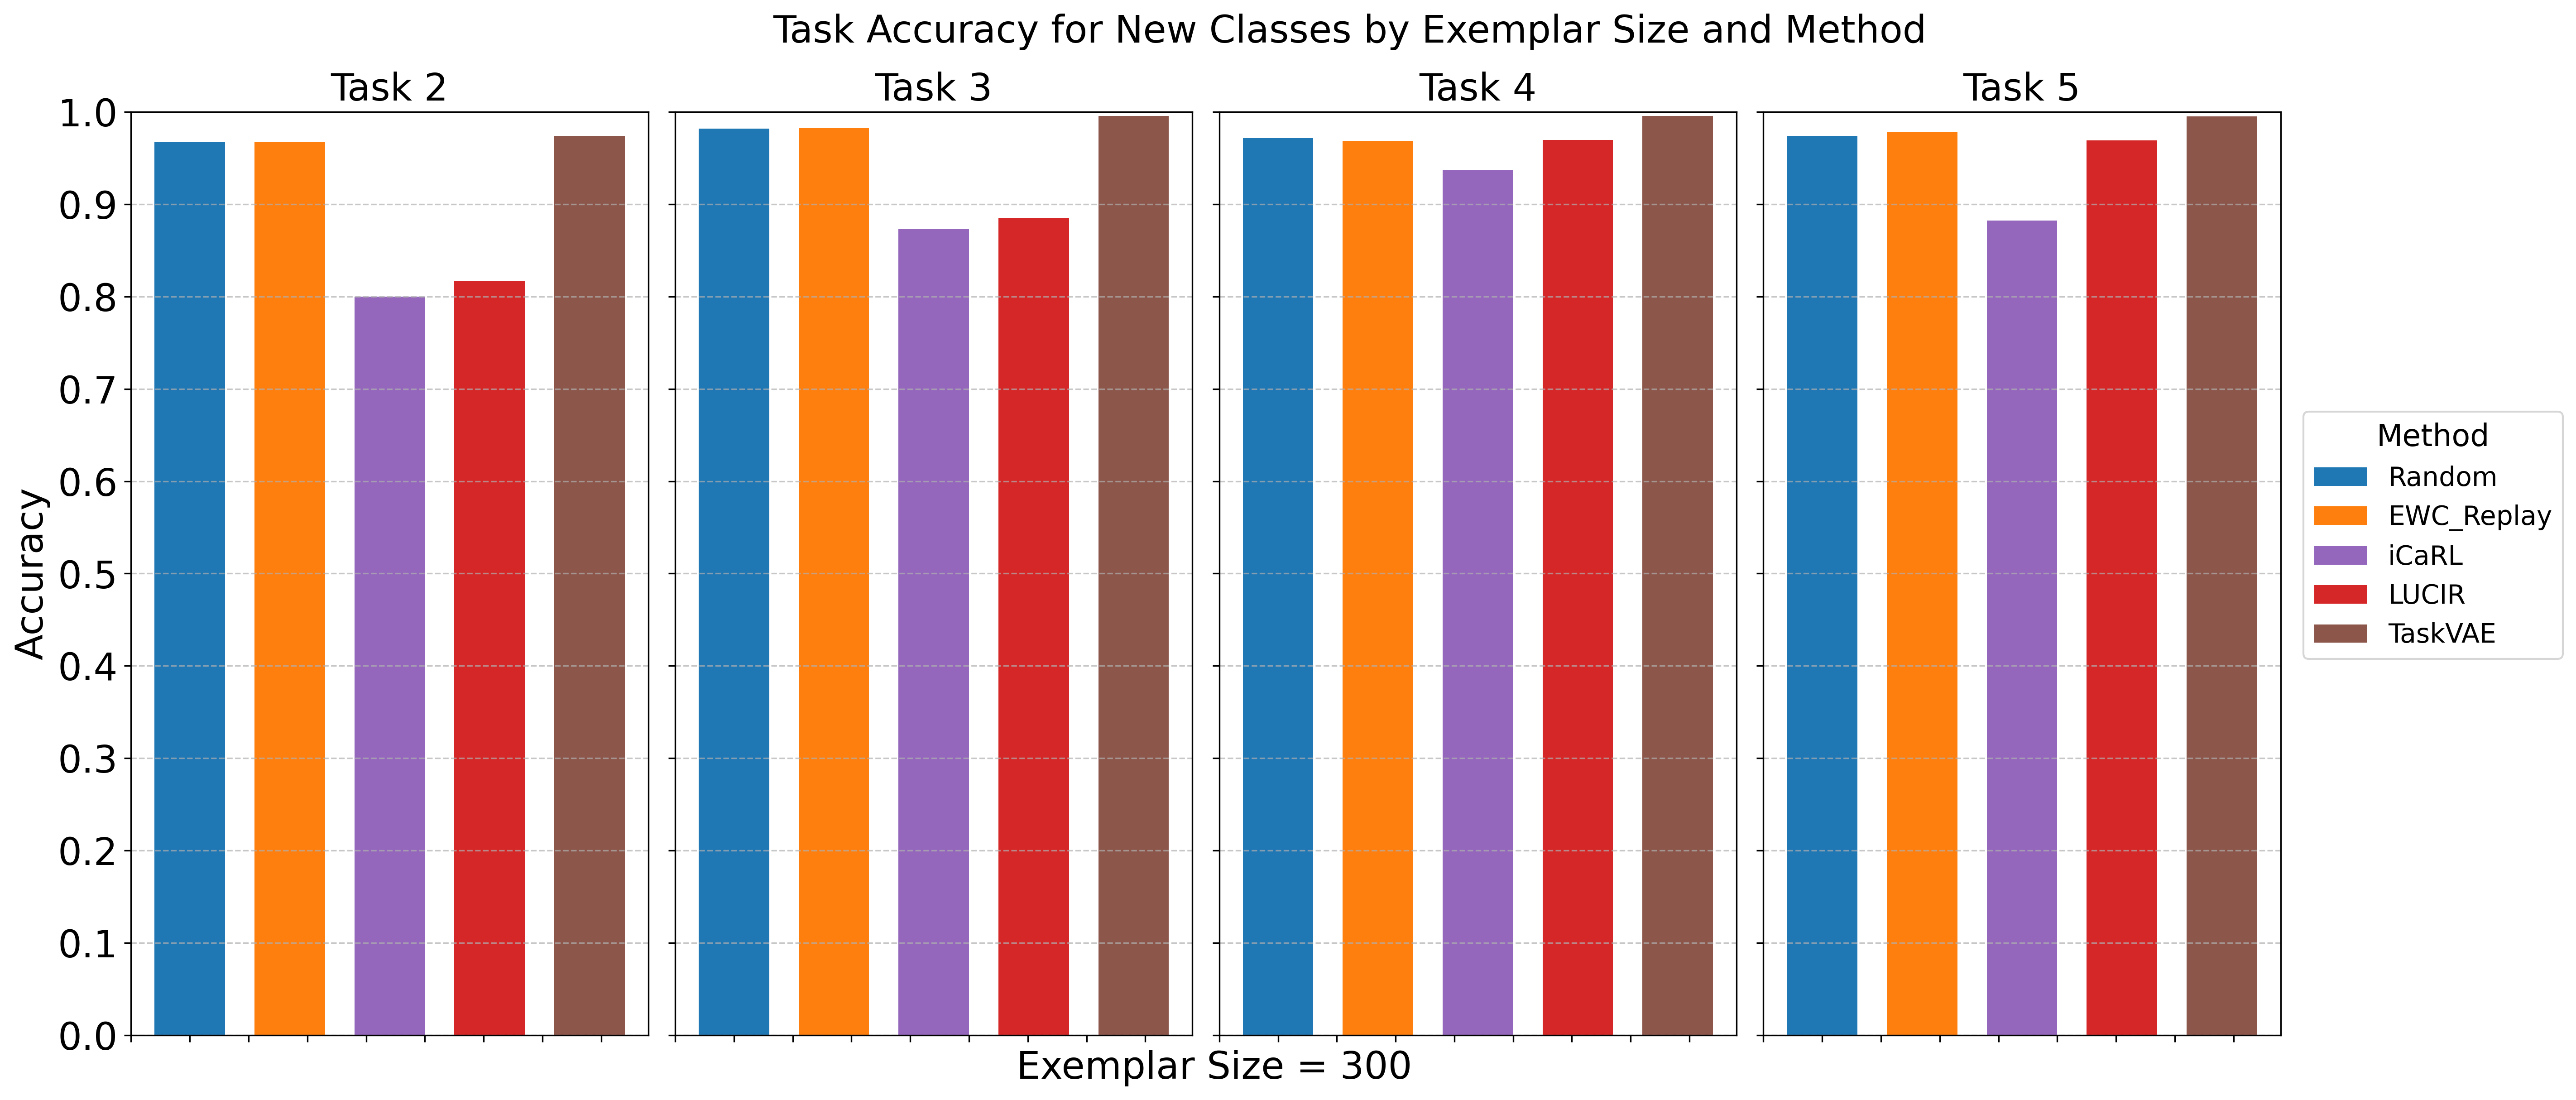 Task Accuracy for New Classes by Exemplar Size and Method
Task 2
Task 3
Task 4
Task 5
1.0
0.9
0.8
0.7
0.6
0.5
0.4
0.3
0.2
0.1
0.0
Accuracy
Exemplar Size = 300
Method
Random
EWC_Replay
iCaRL
LUCIR
TaskVAE